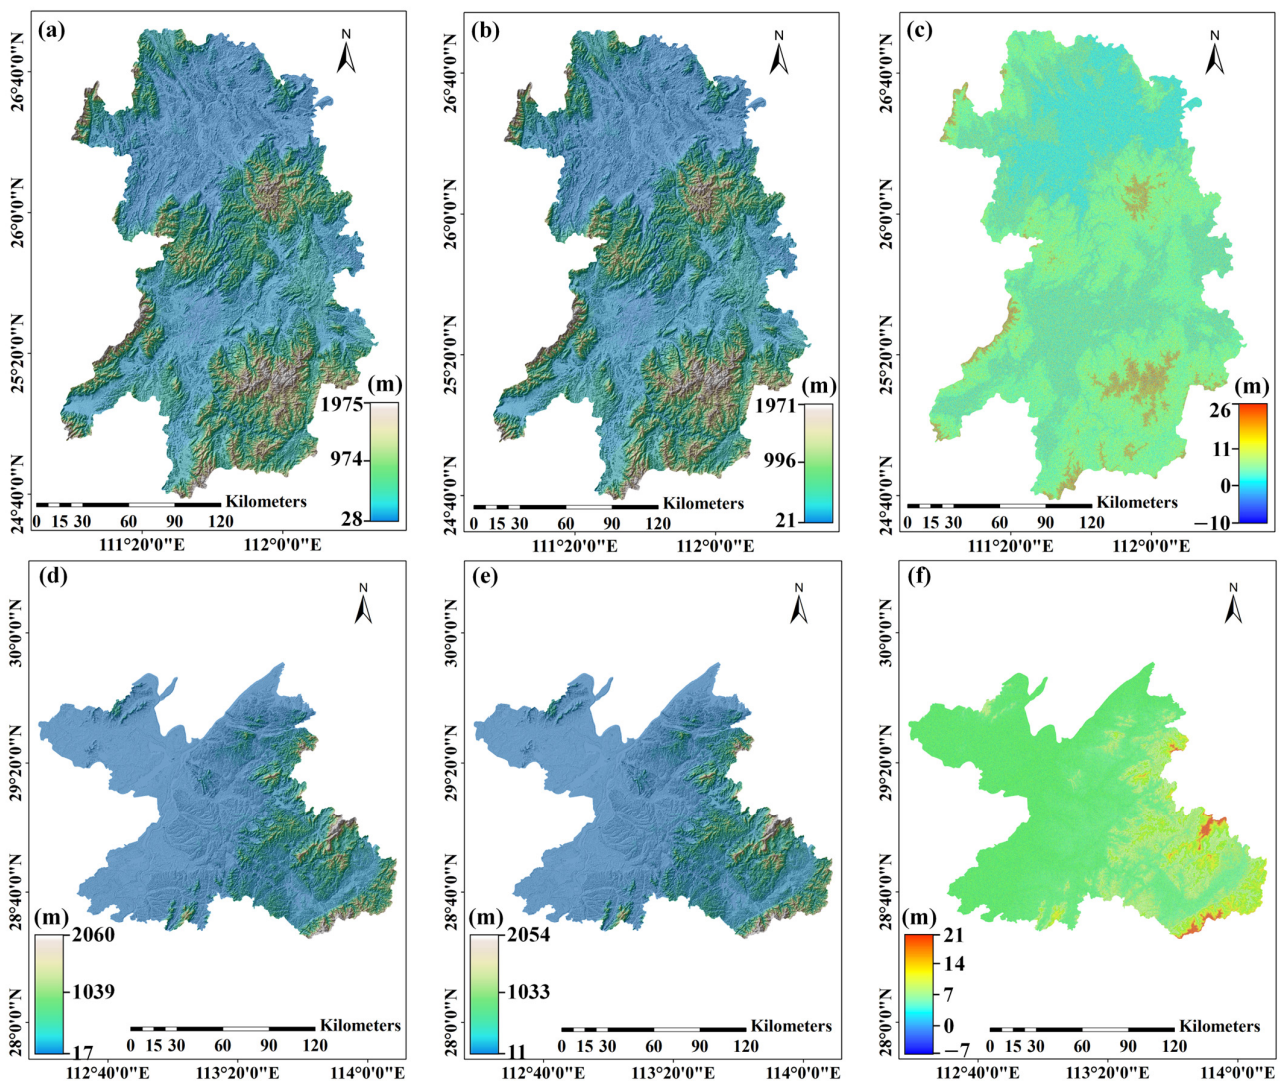 (a)
N
26°40'0"N
26°0'0"N
25°20'0"N
24°40'0"N
(m)
1975
974
28
Kilometers
0 15 30 60 90 120
111°20'0"E 112°0'0"E
(b)
N
26°40'0"N
26°0'0"N
25°20'0"N
24°40'0"N
(m)
1971
996
21
Kilometers
0 15 30 60 90 120
111°20'0"E 112°0'0"E
(c)
N
26°40'0"N
26°0'0"N
25°20'0"N
24°40'0"N
(m)
26
11
0
−10
Kilometers
0 15 30 60 90 120
111°20'0"E 112°0'0"E
(d)
N
30°0'0"N
29°20'0"N
28°40'0"N
28°0'0"N
(m)
2060
1039
17
Kilometers
0 15 30 60 90 120
112°40'0"E 113°20'0"E 114°0'0"E
(e)
N
30°0'0"N
29°20'0"N
28°40'0"N
28°0'0"N
(m)
2054
1033
11
Kilometers
0 15 30 60 90 120
112°40'0"E 113°20'0"E 114°0'0"E
(f)
N
30°0'0"N
29°20'0"N
28°40'0"N
28°0'0"N
(m)
21
14
7
0
−7
Kilometers
0 15 30 60 90 120
112°40'0"E 113°20'0"E 114°0'0"E